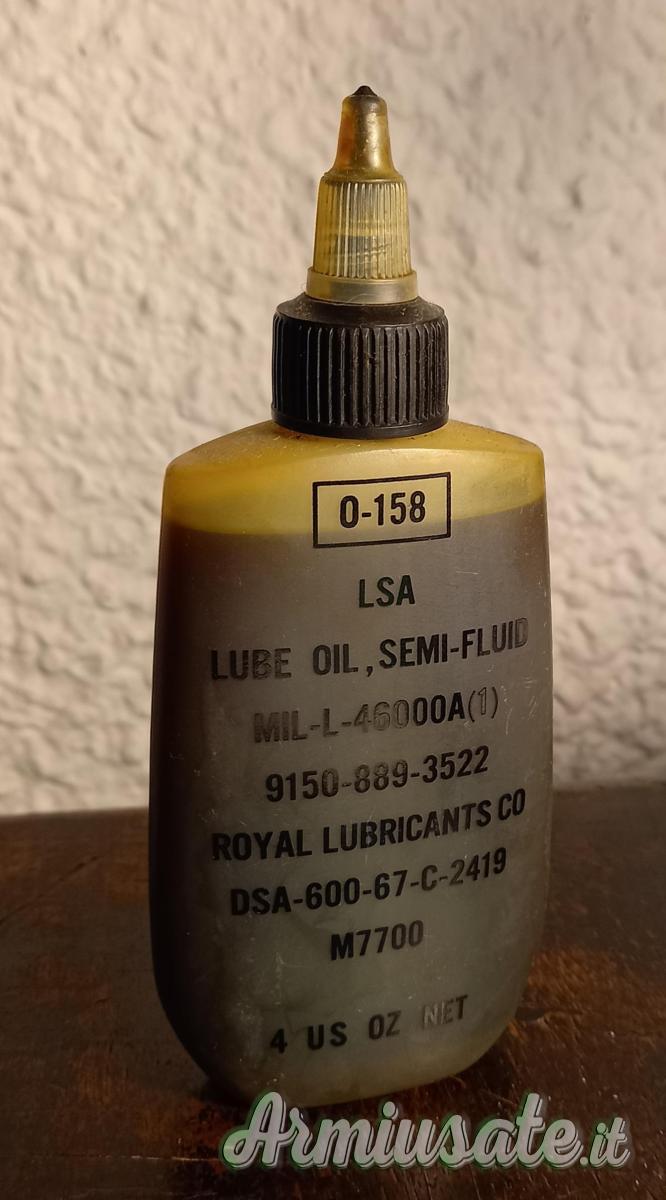 O-158
LSA
LUBE OIL, SEMI-FLUID
MIL-L-46000A(1)
9150-889-3522
ROYAL LUBRICANTS CO
DSA-600-67-C-2419
M7700
4 US OZ NET
Armiusate.it